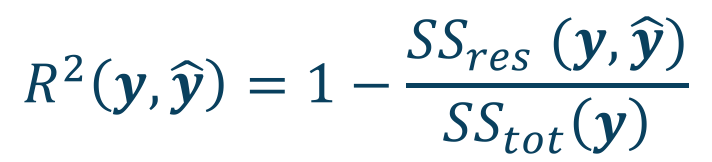 R²(y, ŷ) = 1 − SS_res (y, ŷ) / SS_tot(y)